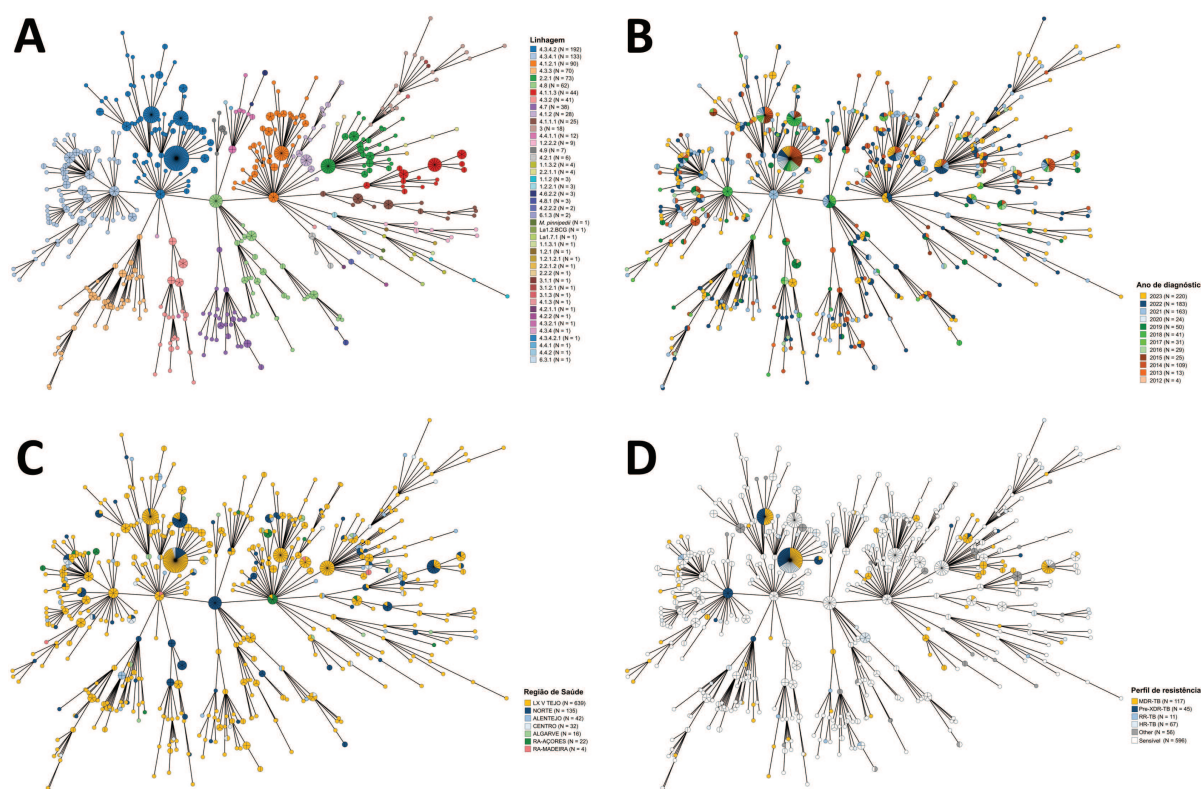 A
Linhagem
4.3.4.2 (N = 192)
4.3.4.1 (N = 133)
4.1.2.1 (N = 90)
4.3.3 (N = 70)
2.2.1 (N = 73)
4.8 (N = 62)
4.1.1.3 (N = 44)
4.3.2 (N = 41)
4.7 (N = 38)
4.1.2 (N = 28)
4.1.1.1 (N = 25)
3 (N = 18)
4.4.1.1 (N = 12)
1.2.2.2 (N = 9)
4.9 (N = 7)
4.2.1 (N = 6)
1.1.3.2 (N = 4)
2.2.1.1 (N = 4)
1.1.2 (N = 3)
1.2.2.1 (N = 3)
4.6.2.2 (N = 3)
4.8.1 (N = 3)
4.2.2.2 (N = 2)
6.1.3 (N = 2)
M. pinnipedii (N = 1)
La1.2.BCG (N = 1)
La1.7.1 (N = 1)
1.1.3.1 (N = 1)
1.2.1 (N = 1)
1.2.1.2.1 (N = 1)
2.2.1.2 (N = 1)
2.2.2 (N = 1)
3.1.1 (N = 1)
3.1.2.1 (N = 1)
3.1.3 (N = 1)
4.1.3 (N = 1)
4.2.1.1 (N = 1)
4.2.2 (N = 1)
4.3.2.1 (N = 1)
4.3.4 (N = 1)
4.3.4.2.1 (N = 1)
4.4.1 (N = 1)
4.4.2 (N = 1)
6.3.1 (N = 1)
B
Ano de diagnóstic
2023 (N = 220)
2022 (N = 183)
2021 (N = 163)
2020 (N = 24)
2019 (N = 50)
2018 (N = 41)
2017 (N = 31)
2016 (N = 29)
2015 (N = 25)
2014 (N = 109)
2013 (N = 13)
2012 (N = 4)
C
Região de Saúde
LX V TEJO (N = 639)
NORTE (N = 135)
ALENTEJO (N = 42)
CENTRO (N = 32)
ALGARVE (N = 16)
RA-AÇORES (N = 22)
RA-MADEIRA (N = 4)
D
Perfil de resistência
MDR-TB (N = 117)
Pre-XDR-TB (N = 45)
RR-TB (N = 11)
HR-TB (N = 67)
Other (N = 56)
Sensível (N = 596)